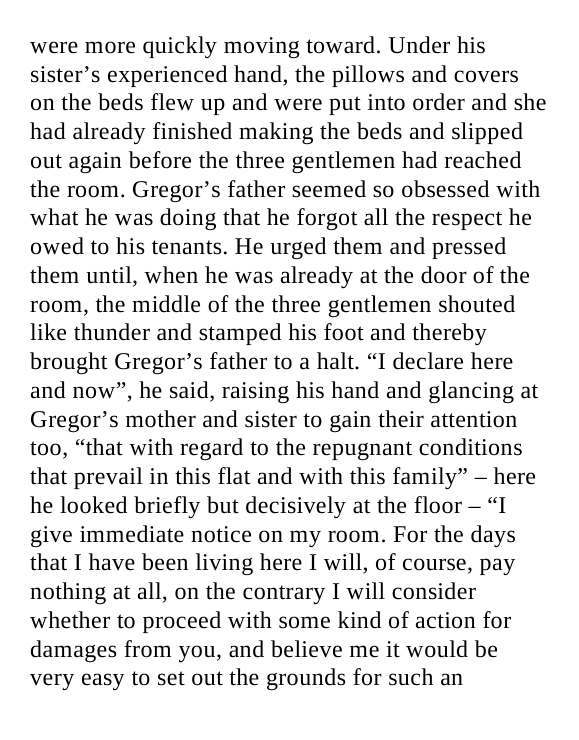 were more quickly moving toward. Under his
sister’s experienced hand, the pillows and covers
on the beds flew up and were put into order and she
had already finished making the beds and slipped
out again before the three gentlemen had reached
the room. Gregor’s father seemed so obsessed with
what he was doing that he forgot all the respect he
owed to his tenants. He urged them and pressed
them until, when he was already at the door of the
room, the middle of the three gentlemen shouted
like thunder and stamped his foot and thereby
brought Gregor’s father to a halt. “I declare here
and now”, he said, raising his hand and glancing at
Gregor’s mother and sister to gain their attention
too, “that with regard to the repugnant conditions
that prevail in this flat and with this family” – here
he looked briefly but decisively at the floor – “I
give immediate notice on my room. For the days
that I have been living here I will, of course, pay
nothing at all, on the contrary I will consider
whether to proceed with some kind of action for
damages from you, and believe me it would be
very easy to set out the grounds for such an